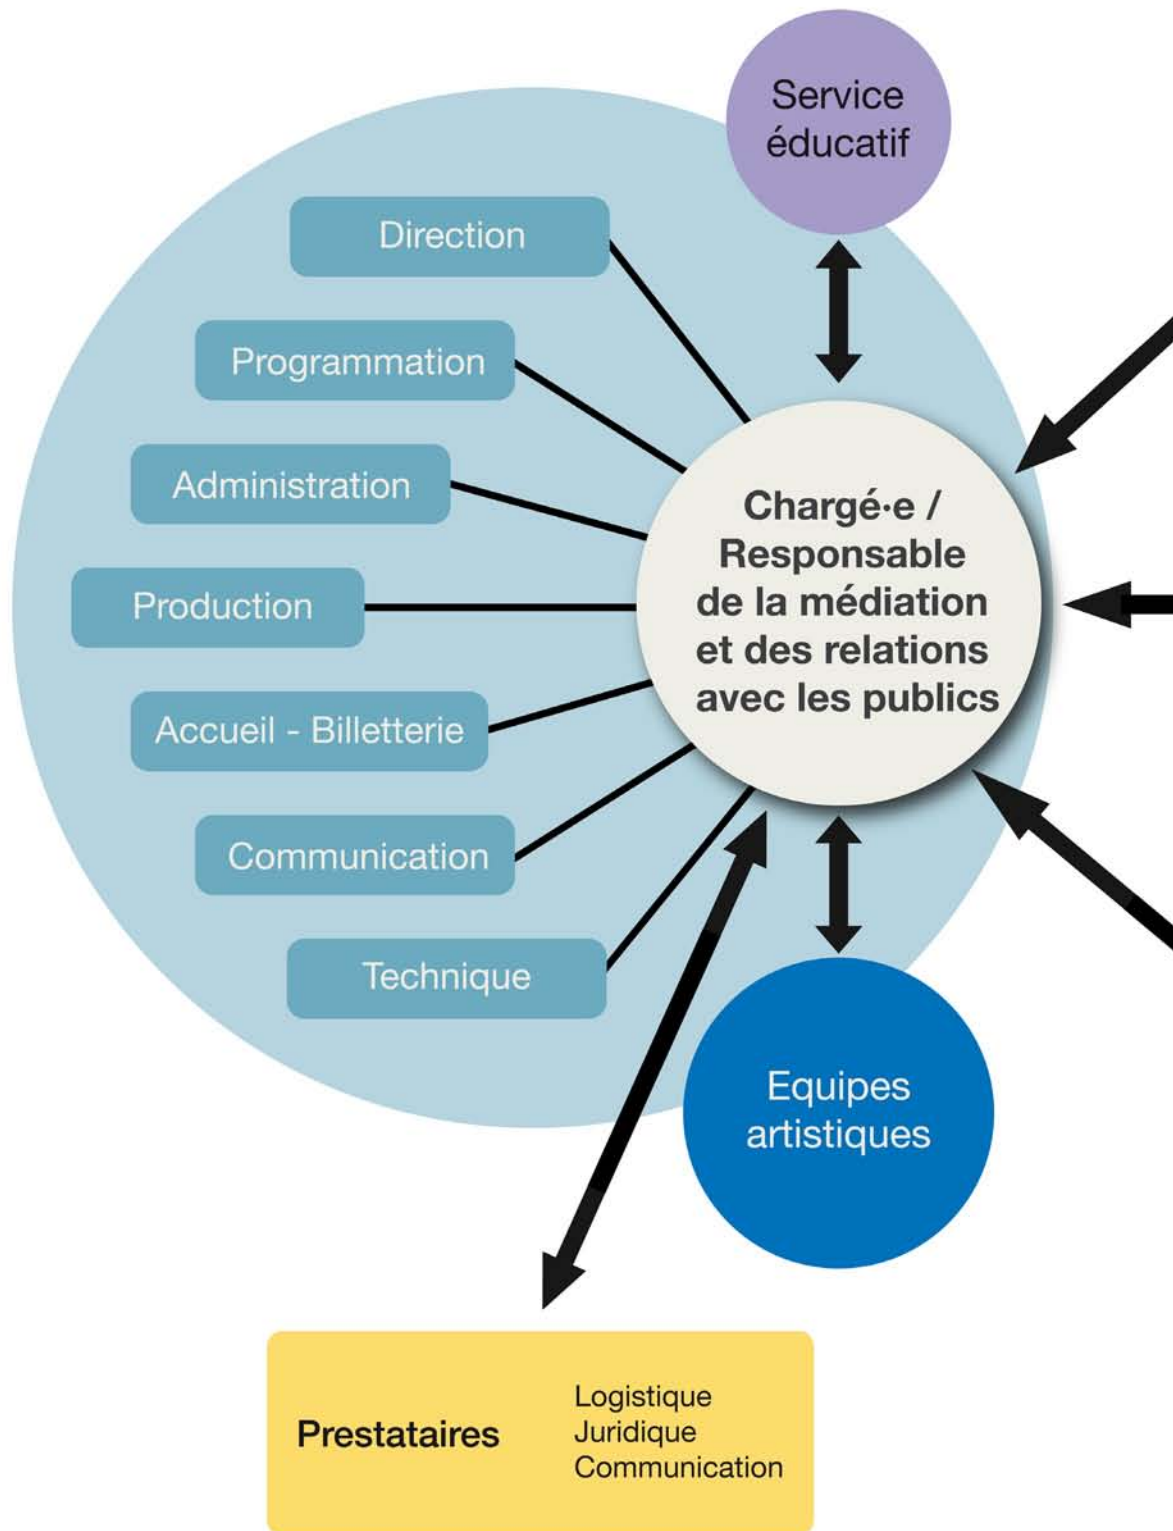 Service
éducatif
Direction
Programmation
Administration
Production
Accueil - Billetterie
Communication
Technique
Chargé·e /
Responsable
de la médiation
et des relations
avec les publics
Equipes
artistiques
Prestataires
Logistique
Juridique
Communication